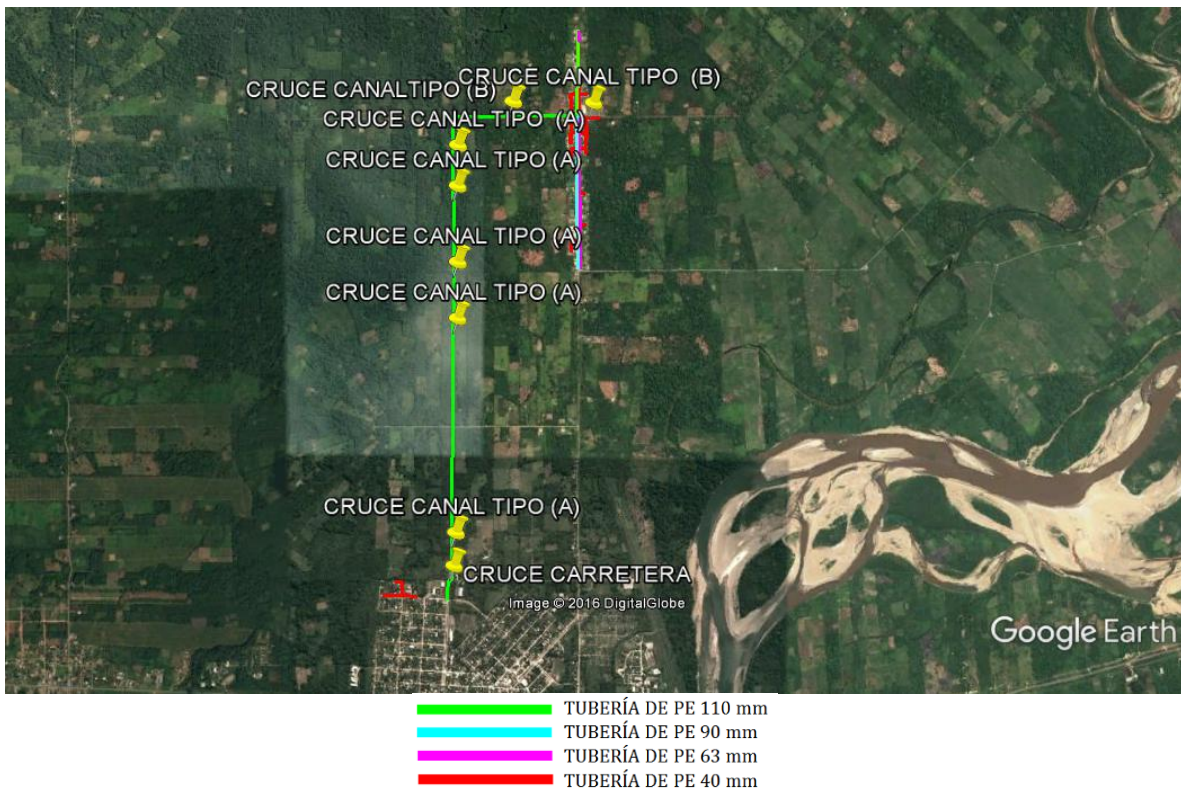 CRUCE CANAL TIPO (B)
CRUCE CANALTIPO (B)
CRUCE CANAL TIPO (A)
CRUCE CANAL TIPO (A)
CRUCE CANAL TIPO (A)
CRUCE CANAL TIPO (A)
CRUCE CANAL TIPO (A)
CRUCE CARRETERA
Image © 2016 DigitalGlobe
Google Earth
TUBERÍA DE PE 110 mm
TUBERÍA DE PE 90 mm
TUBERÍA DE PE 63 mm
TUBERÍA DE PE 40 mm